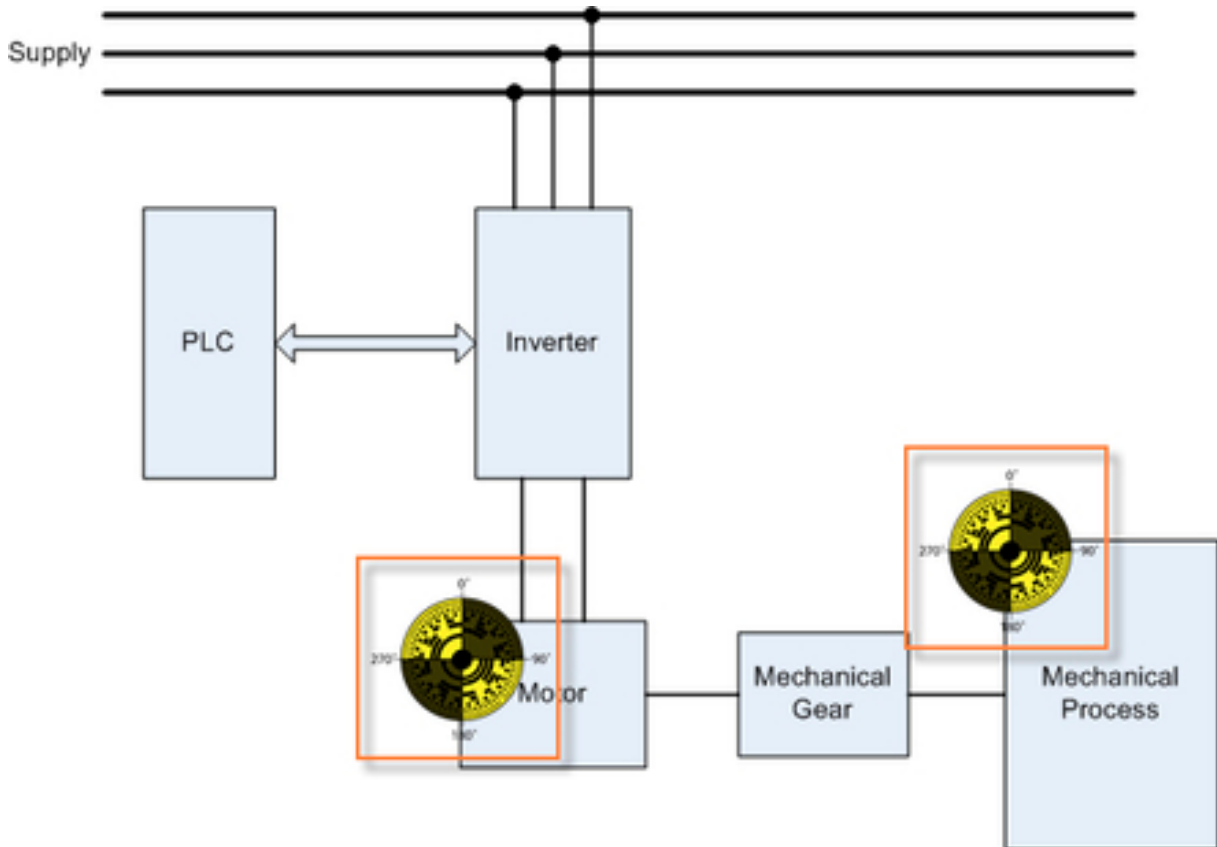 Supply
PLC
Inverter
0°
270°
90°
180°
0°
270°
90°
180°
Motor
Mechanical
Gear
Mechanical
Process